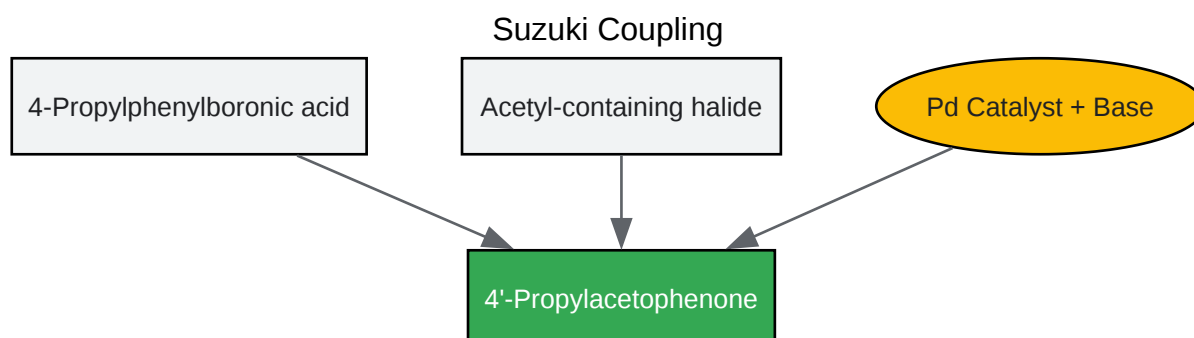 Suzuki Coupling
4-Propylphenylboronic acid
Acetyl-containing halide
Pd Catalyst + Base
4'-Propylacetophenone